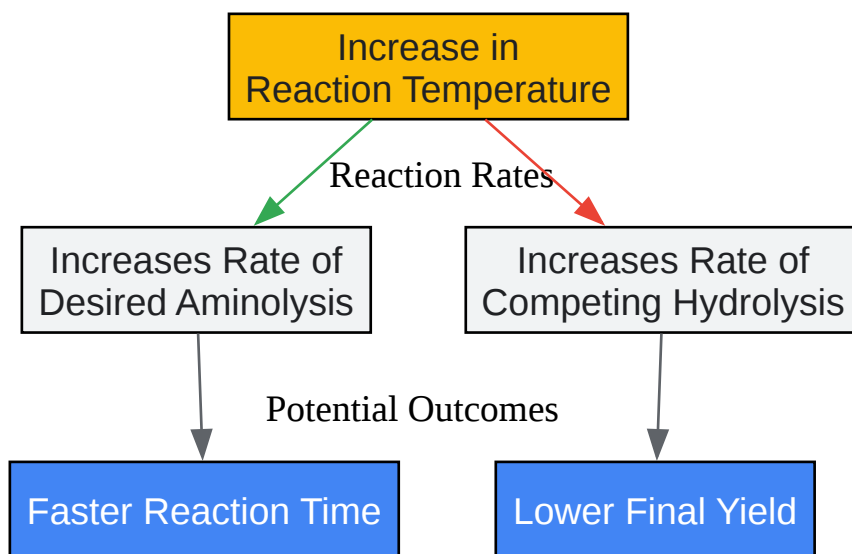 Increase in
Reaction Temperature
Reaction Rates
Increases Rate of
Desired Aminolysis
Increases Rate of
Competing Hydrolysis
Potential Outcomes
Faster Reaction Time
Lower Final Yield